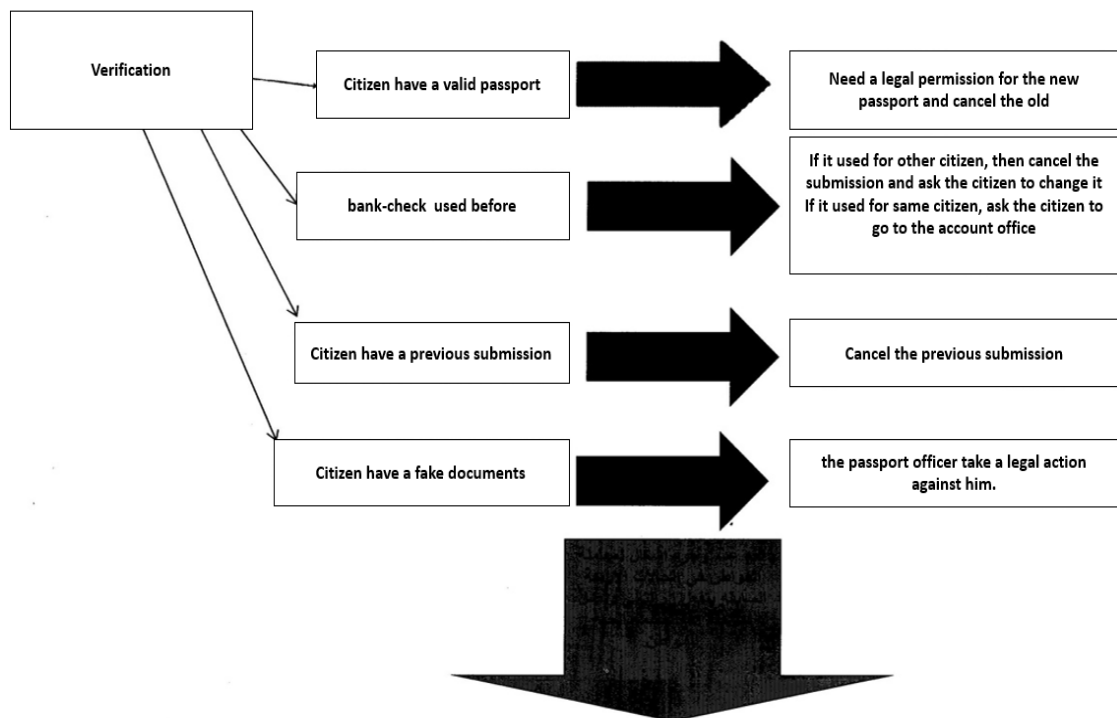 Verification
Citizen have a valid passport
Need a legal permission for the new
passport and cancel the old
bank-check used before
If it used for other citizen, then cancel the
submission and ask the citizen to change it
If it used for same citizen, ask the citizen to
go to the account office
Citizen have a previous submission
Cancel the previous submission
Citizen have a fake documents
the passport officer take a legal action
against him.